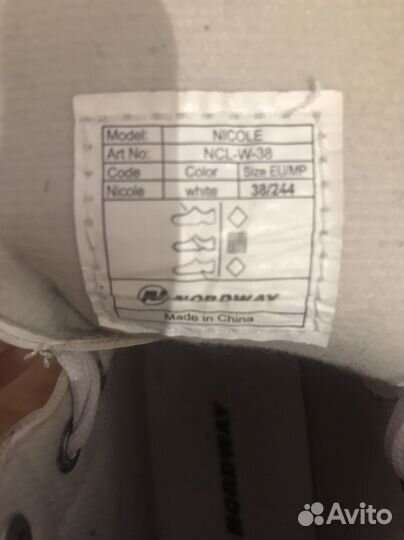 Model: NICOLE
Art No: NCL-W-38
Code Color Size EU/MP
Nicole white 38/244
NORDWAY
Made in China
NORDWAY
Avito